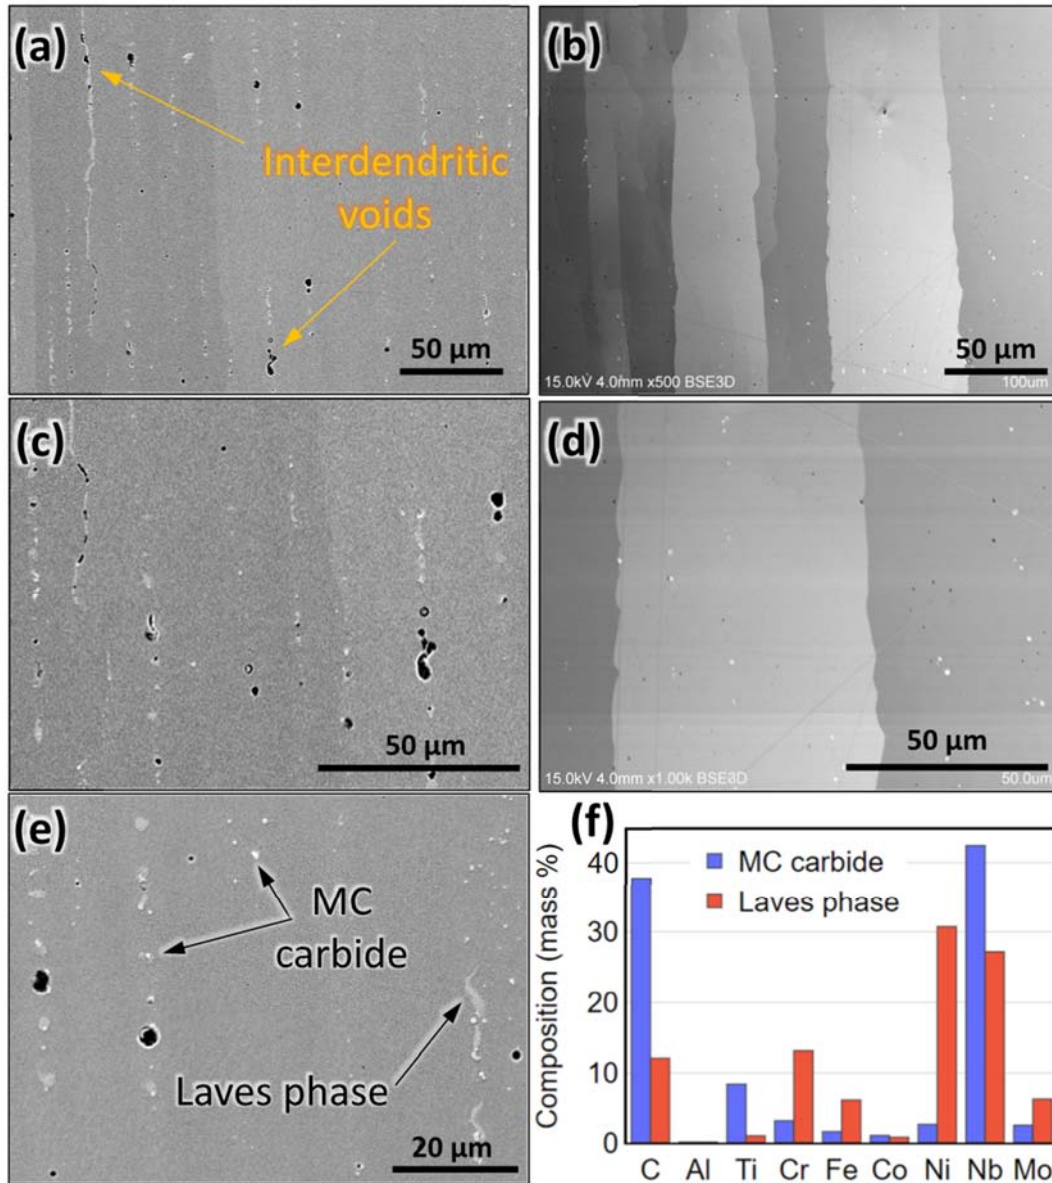 (a)
Interdendritic
voids
50 µm
(b)
50 µm
15.0kV 4.0mm x500 BSE3D
100um
(c)
50 µm
(d)
50 µm
15.0kV 4.0mm x1.00k BSE3D
50.0um
(e)
MC
carbide
Laves phase
20 µm
(f)
Composition (mass %)
40
30
20
10
0
MC carbide
Laves phase
C Al Ti Cr Fe Co Ni Nb Mo